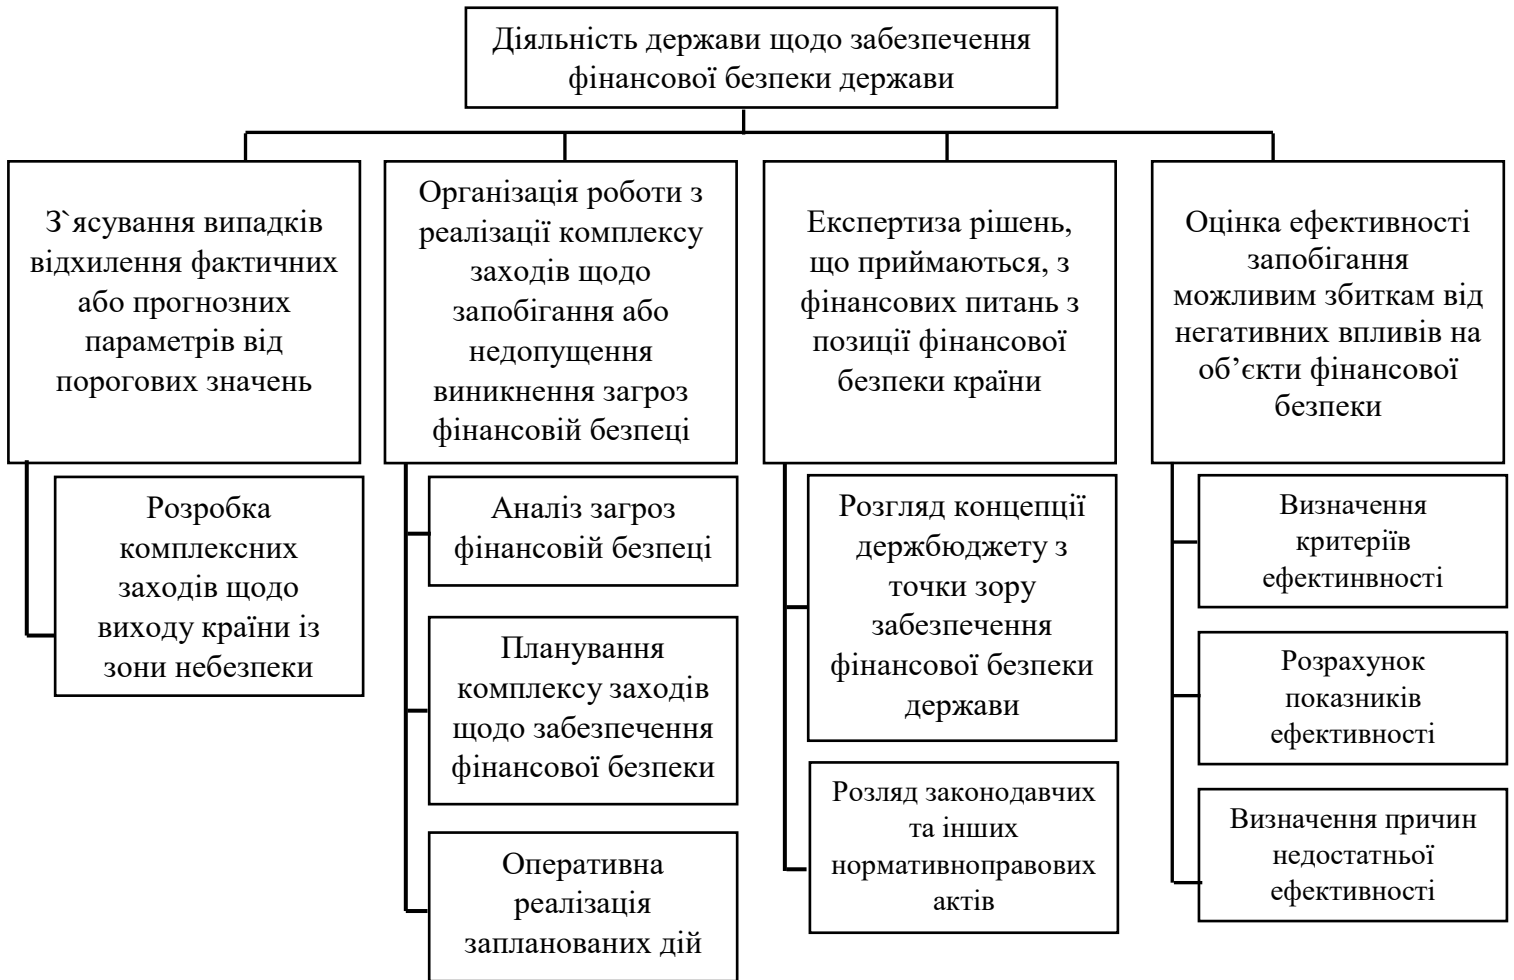 Діяльність держави щодо забезпечення
фінансової безпеки держави
З`ясування випадків
відхилення фактичних
або прогнозних
параметрів від
порогових значень
Розробка
комплексних
заходів щодо
виходу країни із
зони небезпеки
Організація роботи з
реалізації комплексу
заходів щодо
запобігання або
недопущення
виникнення загроз
фінансовій безпеці
Аналіз загроз
фінансовій безпеці
Планування
комплексу заходів
щодо забезпечення
фінансової безпеки
Оперативна
реалізація
запланованих дій
Експертиза рішень,
що приймаються, з
фінансових питань з
позиції фінансової
безпеки країни
Розгляд концепції
держбюджету з
точки зору
забезпечення
фінансової безпеки
держави
Розляд законодавчих
та інших
нормативноправових
актів
Оцінка ефективності
запобігання
можливим збиткам від
негативних впливів на
об’єкти фінансової
безпеки
Визначення
критеріїв
ефектинвності
Розрахунок
показників
ефективності
Визначення причин
недостатньої
ефективності